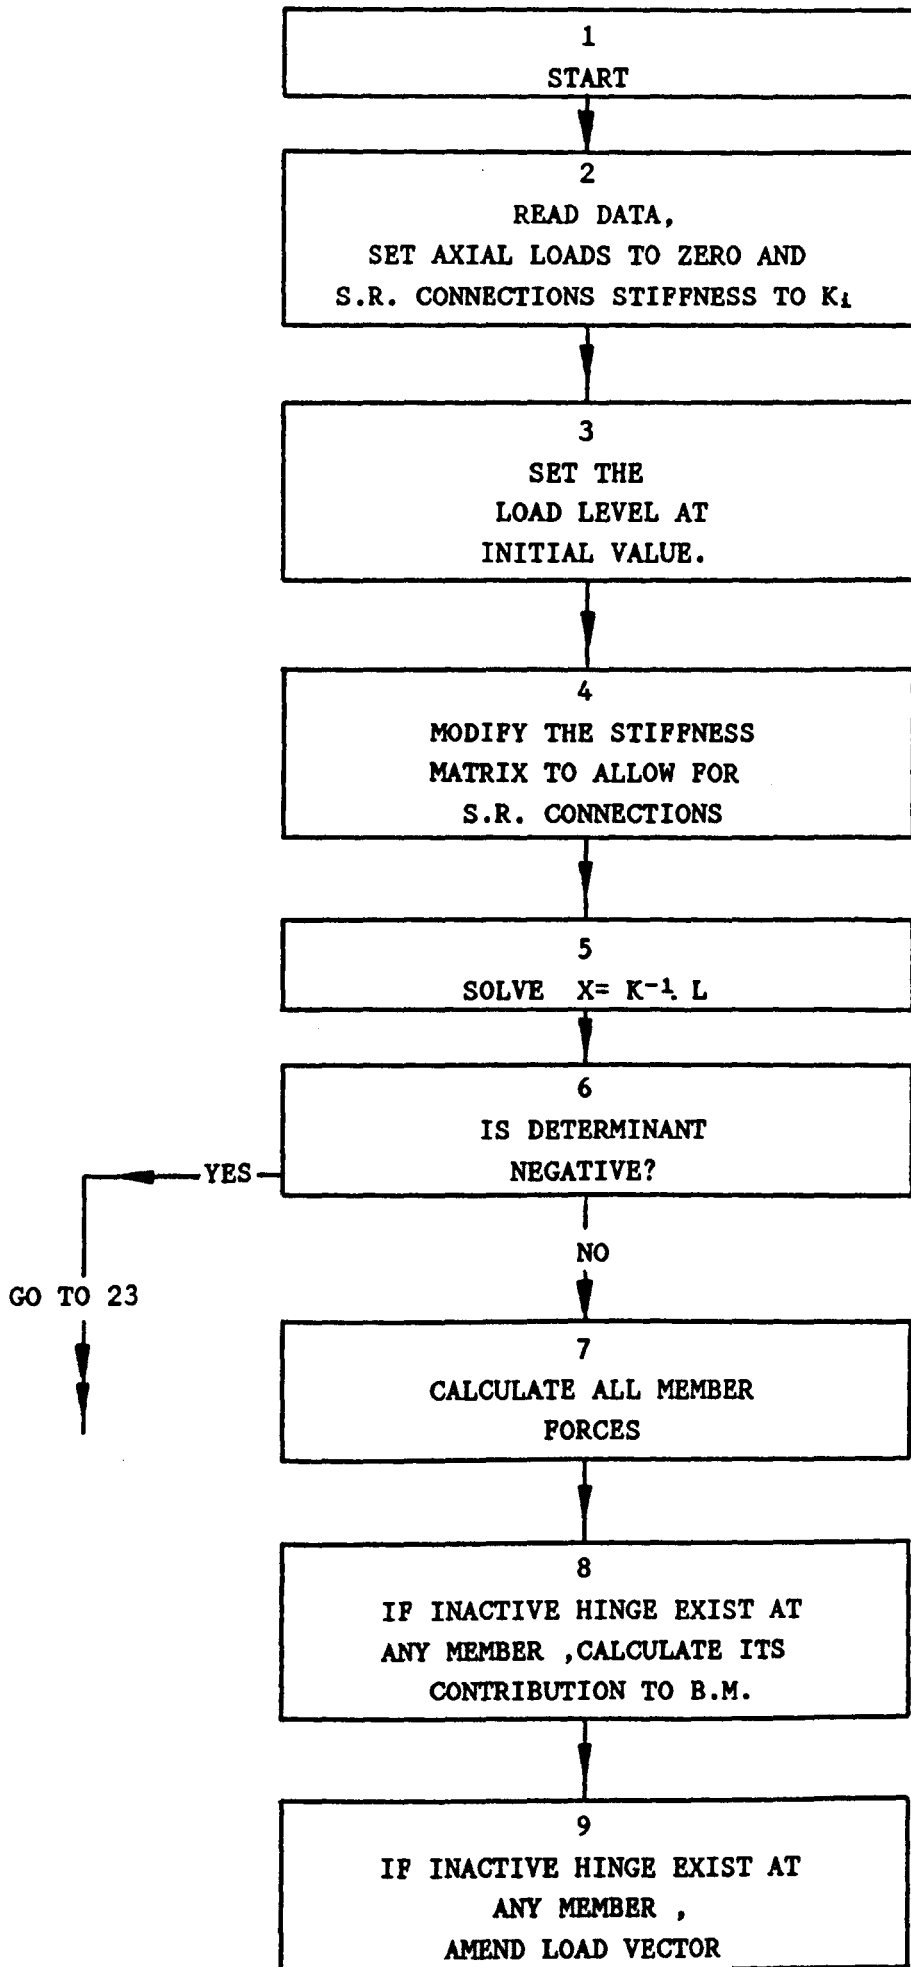 1
START
2
READ DATA,
SET AXIAL LOADS TO ZERO AND
S.R. CONNECTIONS STIFFNESS TO Ki
3
SET THE
LOAD LEVEL AT
INITIAL VALUE.
4
MODIFY THE STIFFNESS
MATRIX TO ALLOW FOR
S.R. CONNECTIONS
5
SOLVE X= K⁻¹. L
6
IS DETERMINANT
NEGATIVE?
YES
NO
GO TO 23
7
CALCULATE ALL MEMBER
FORCES
8
IF INACTIVE HINGE EXIST AT
ANY MEMBER ,CALCULATE ITS
CONTRIBUTION TO B.M.
9
IF INACTIVE HINGE EXIST AT
ANY MEMBER ,
AMEND LOAD VECTOR